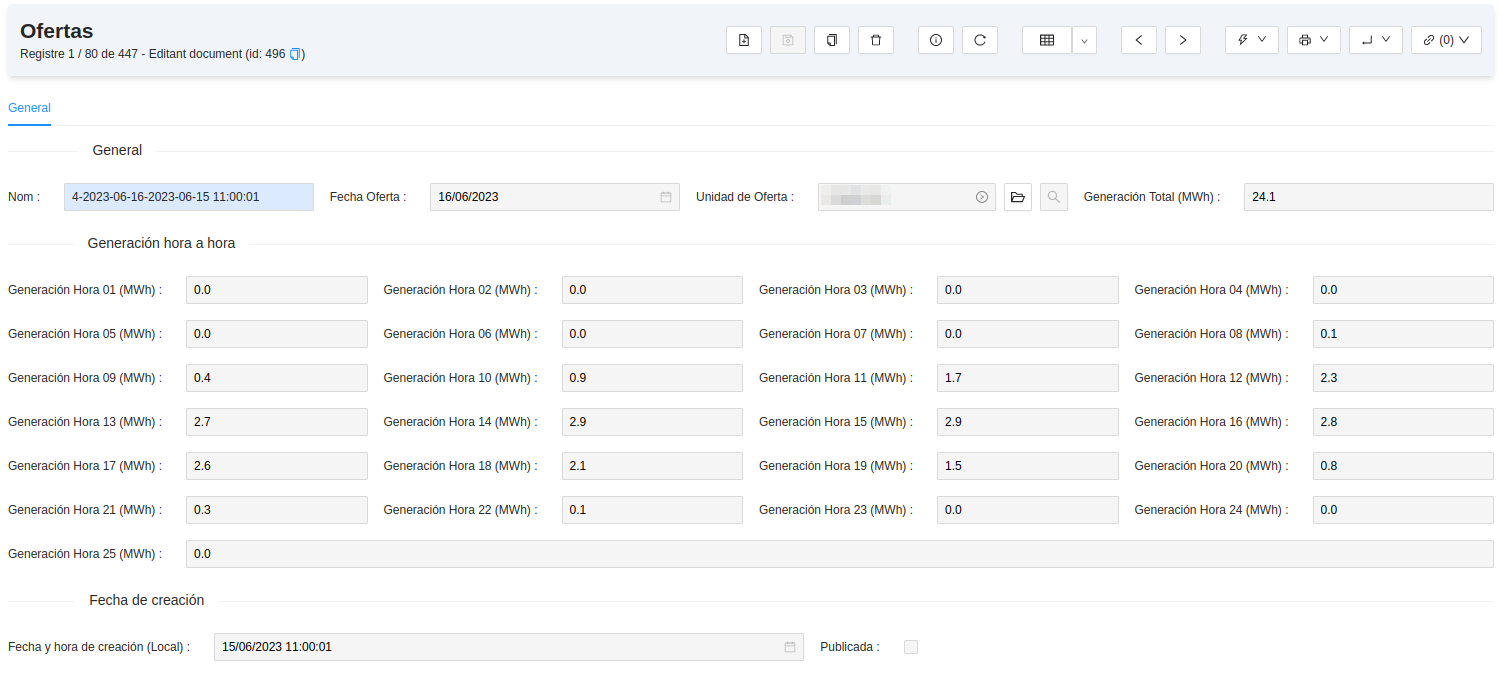 Ofertas
Registre 1 / 80 de 447 - Editant document (id: 496 )
(0)
General
General
Nom : 4-2023-06-16-2023-06-15 11:00:01 Fecha Oferta : 16/06/2023 Unidad de Oferta : Generación Total (MWh) : 24.1
Generación hora a hora
Generación Hora 01 (MWh) : 0.0 Generación Hora 02 (MWh) : 0.0 Generación Hora 03 (MWh) : 0.0 Generación Hora 04 (MWh) : 0.0
Generación Hora 05 (MWh) : 0.0 Generación Hora 06 (MWh) : 0.0 Generación Hora 07 (MWh) : 0.0 Generación Hora 08 (MWh) : 0.1
Generación Hora 09 (MWh) : 0.4 Generación Hora 10 (MWh) : 0.9 Generación Hora 11 (MWh) : 1.7 Generación Hora 12 (MWh) : 2.3
Generación Hora 13 (MWh) : 2.7 Generación Hora 14 (MWh) : 2.9 Generación Hora 15 (MWh) : 2.9 Generación Hora 16 (MWh) : 2.8
Generación Hora 17 (MWh) : 2.6 Generación Hora 18 (MWh) : 2.1 Generación Hora 19 (MWh) : 1.5 Generación Hora 20 (MWh) : 0.8
Generación Hora 21 (MWh) : 0.3 Generación Hora 22 (MWh) : 0.1 Generación Hora 23 (MWh) : 0.0 Generación Hora 24 (MWh) : 0.0
Generación Hora 25 (MWh) : 0.0
Fecha de creación
Fecha y hora de creación (Local) : 15/06/2023 11:00:01 Publicada :